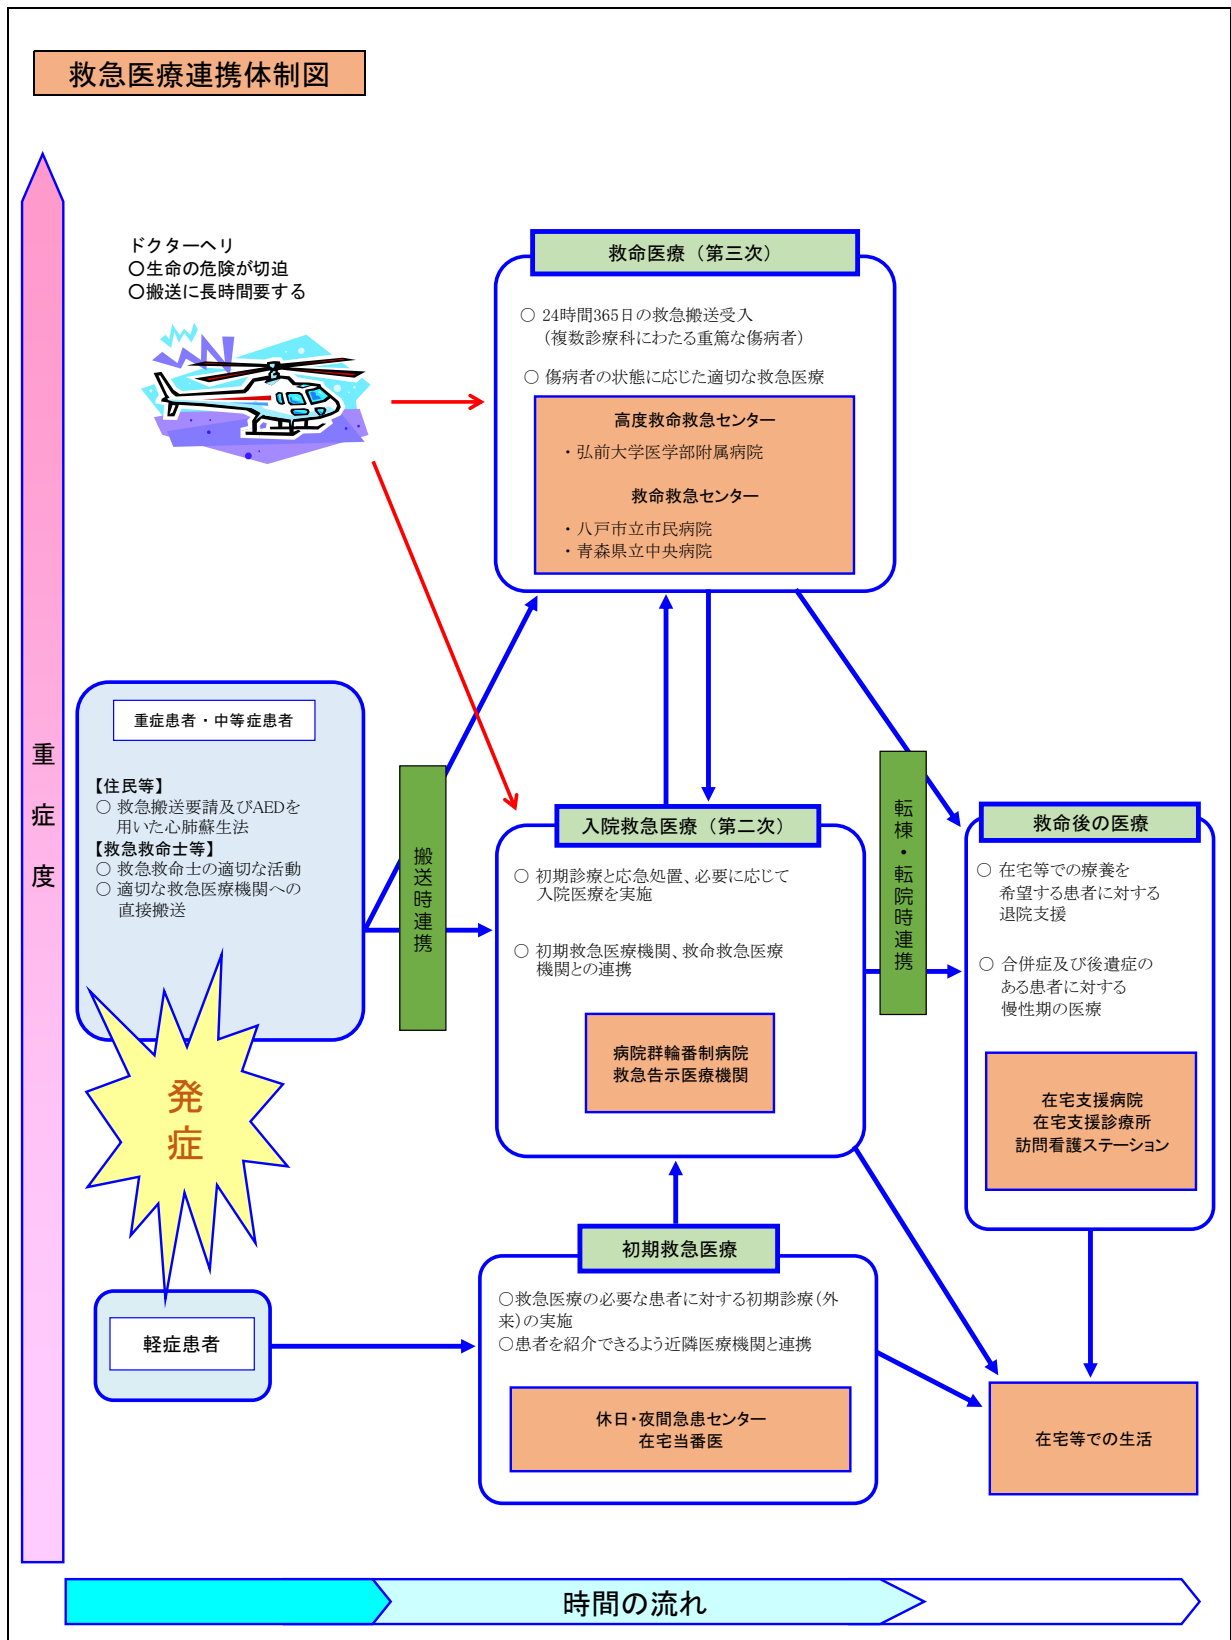 救急医療連携体制図
ドクターヘリ
○生命の危険が切迫
○搬送に長時間要する
救命医療（第三次）
○ 24時間365日の救急搬送受入
（複数診療科にわたる重篤な傷病者）
○ 傷病者の状態に応じた適切な救急医療
高度救命救急センター
・弘前大学医学部附属病院
救命救急センター
・八戸市立市民病院
・青森県立中央病院
重症度
重症患者・中等症患者
【住民等】
○ 救急搬送要請及びAEDを
用いた心肺蘇生法
【救急救命士等】
○ 救急救命士の適切な活動
○ 適切な救急医療機関への
直接搬送
搬送時連携
入院救急医療（第二次）
○ 初期診療と応急処置、必要に応じて
入院医療を実施
○ 初期救急医療機関、救命救急医療
機関との連携
病院群輪番制病院
救急告示医療機関
転棟・転院時連携
救命後の医療
○ 在宅等での療養を
希望する患者に対する
退院支援
○ 合併症及び後遺症の
ある患者に対する
慢性期の医療
在宅支援病院
在宅支援診療所
訪問看護ステーション
発症
初期救急医療
○救急医療の必要な患者に対する初期診療（外
来）の実施
○患者を紹介できるよう近隣医療機関と連携
休日・夜間急患センター
在宅当番医
軽症患者
在宅等での生活
時間の流れ